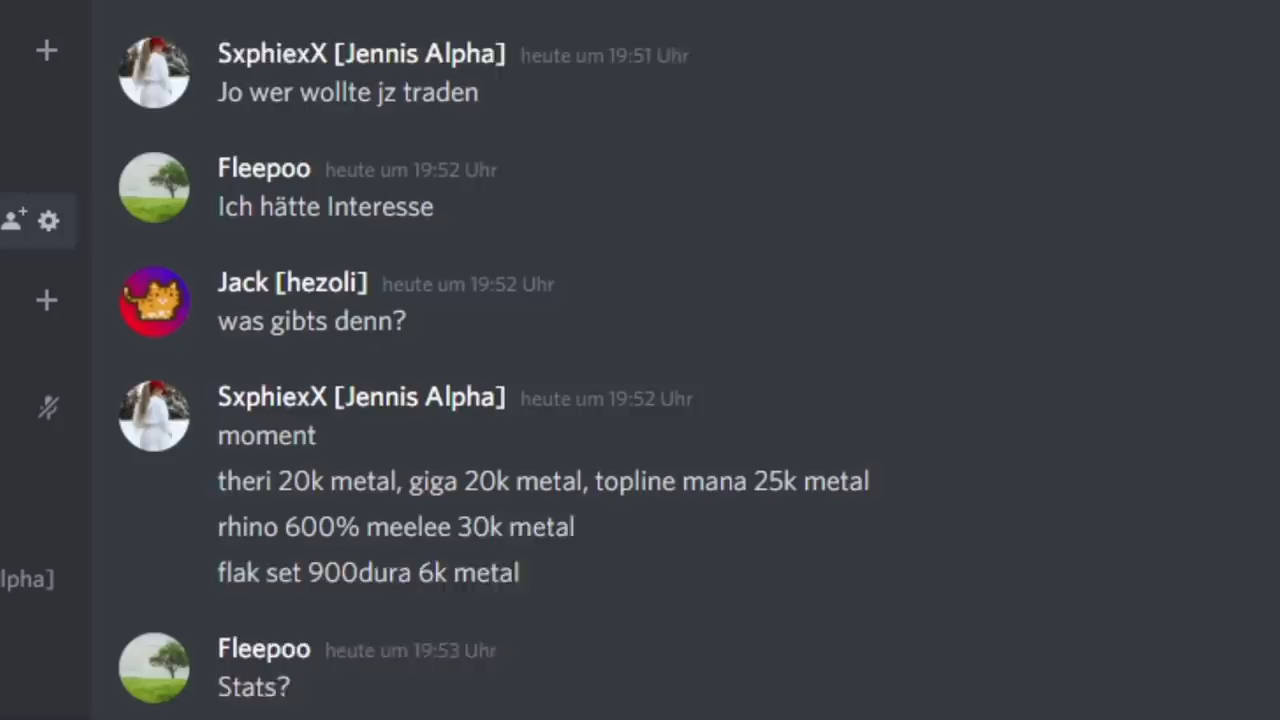 SxphiexX [Jennis Alpha] heute um 19:51 Uhr
Jo wer wollte jz traden
Fleepoo heute um 19:52 Uhr
Ich hätte Interesse
Jack [hezoli] heute um 19:52 Uhr
was gibts denn?
SxphiexX [Jennis Alpha] heute um 19:52 Uhr
moment
theri 20k metal, giga 20k metal, topline mana 25k metal
rhino 600% meelee 30k metal
flak set 900dura 6k metal
lpha]
Fleepoo heute um 19:53 Uhr
Stats?